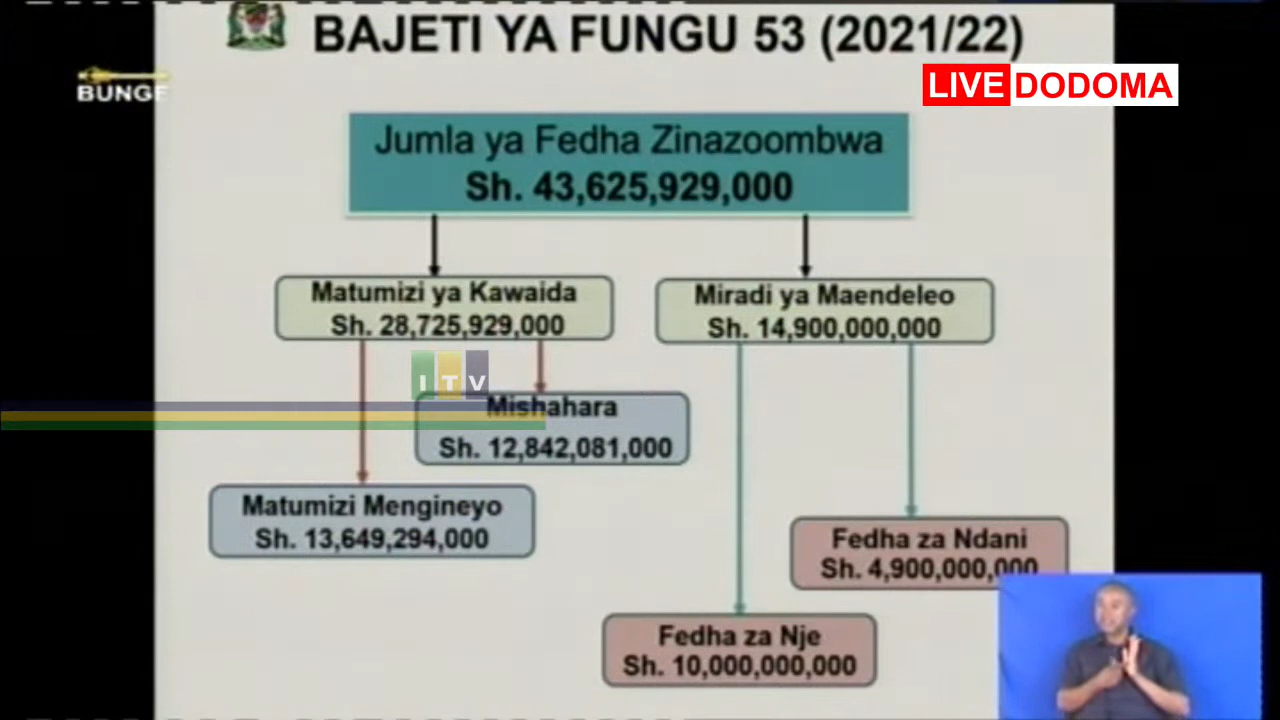 BAJETI YA FUNGU 53 (2021/22)
BUNGE
LIVE DODOMA
Jumla ya Fedha Zinazoombwa
Sh. 43,625,929,000
Matumizi ya Kawaida
Sh. 28,725,929,000
Miradi ya Maendeleo
Sh. 14,900,000,000
ITV
Mishahara
Sh. 12,842,081,000
Matumizi Mengineyo
Sh. 13,649,294,000
Fedha za Ndani
Sh. 4,900,000,000
Fedha za Nje
Sh. 10,000,000,000